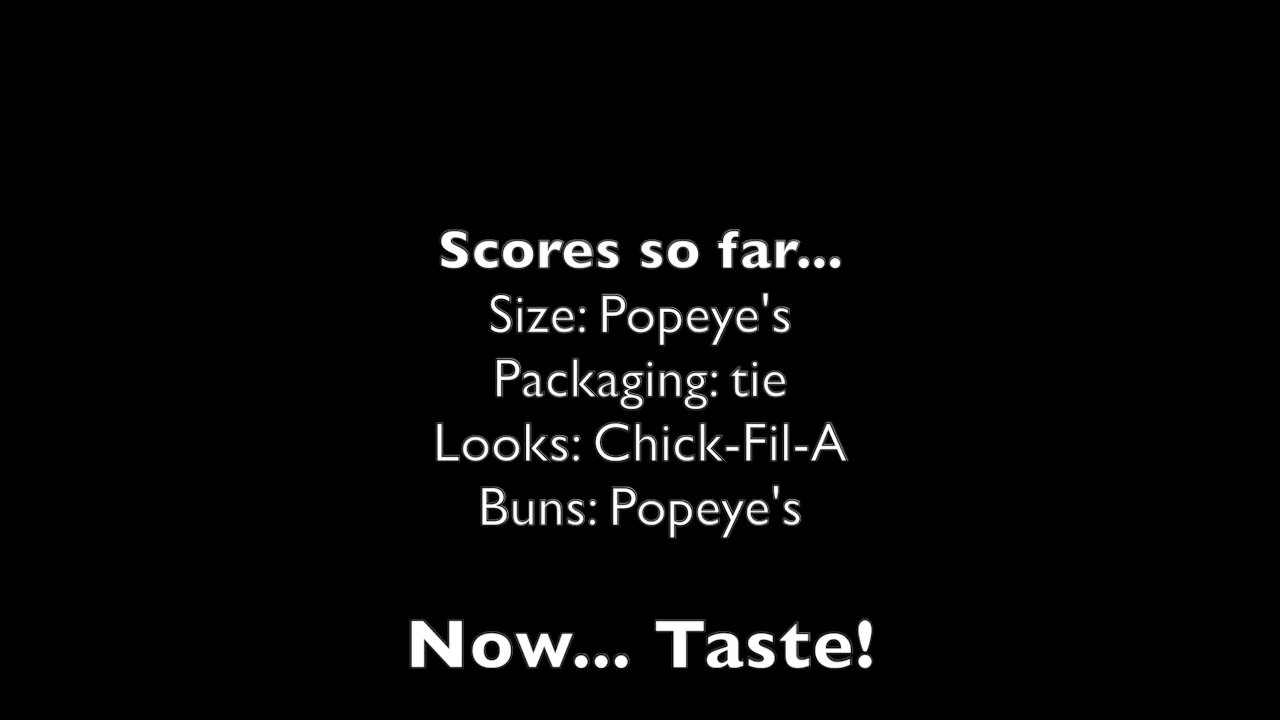 Scores so far...
Size: Popeye's
Packaging: tie
Looks: Chick-Fil-A
Buns: Popeye's
Now... Taste!